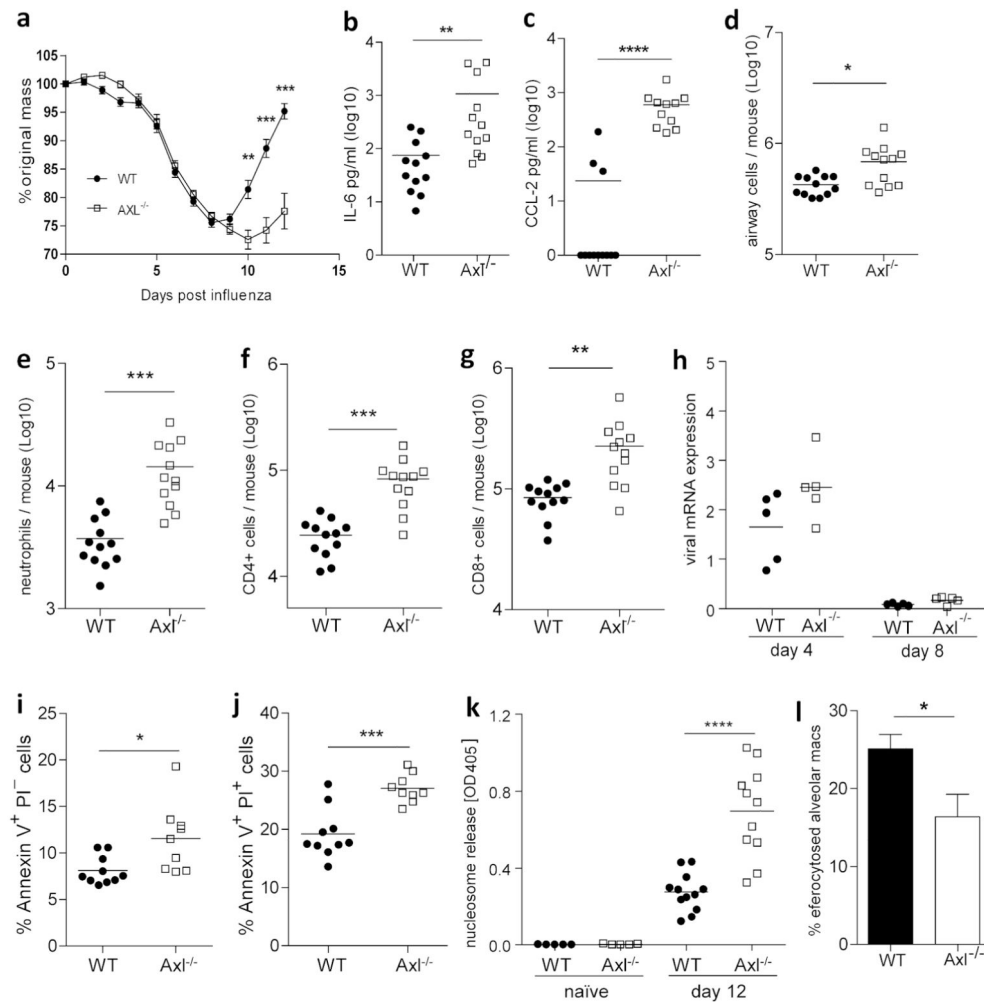 a
% original mass
100
95
90
85
80
75
70
0
5
10
15
WT
AXL-/-
**
***
***
Days post influenza
b
IL-6 pg/ml (log10)
4
3
2
1
0
**
WT
Axl-/-
c
CCL-2 pg/ml (log10)
4
3
2
1
0
****
WT
Axl-/-
d
airway cells / mouse (Log10)
7
6
5
*
WT
Axl-/-
e
neutrophils / mouse (Log10)
5
4
3
***
WT
Axl-/-
f
CD4+ cells / mouse (Log10)
6
5
4
***
WT
Axl-/-
g
CD8+ cells / mouse (Log10)
6
5
4
**
WT
Axl-/-
h
viral mRNA expression
5
4
3
2
1
0
WT Axl-/- WT Axl-/-
day 4 day 8
i
% Annexin V+ PI− cells
25
20
15
10
5
0
*
WT
Axl-/-
j
% Annexin V+ PI+ cells
40
30
20
10
0
***
WT
Axl-/-
k
nucleosome release [OD405]
1.2
0.8
0.4
0.0
****
WT Axl-/- WT Axl-/-
naïve day 12
l
% eferocytosed alveolar macs
30
20
10
0
*
WT
Axl-/-